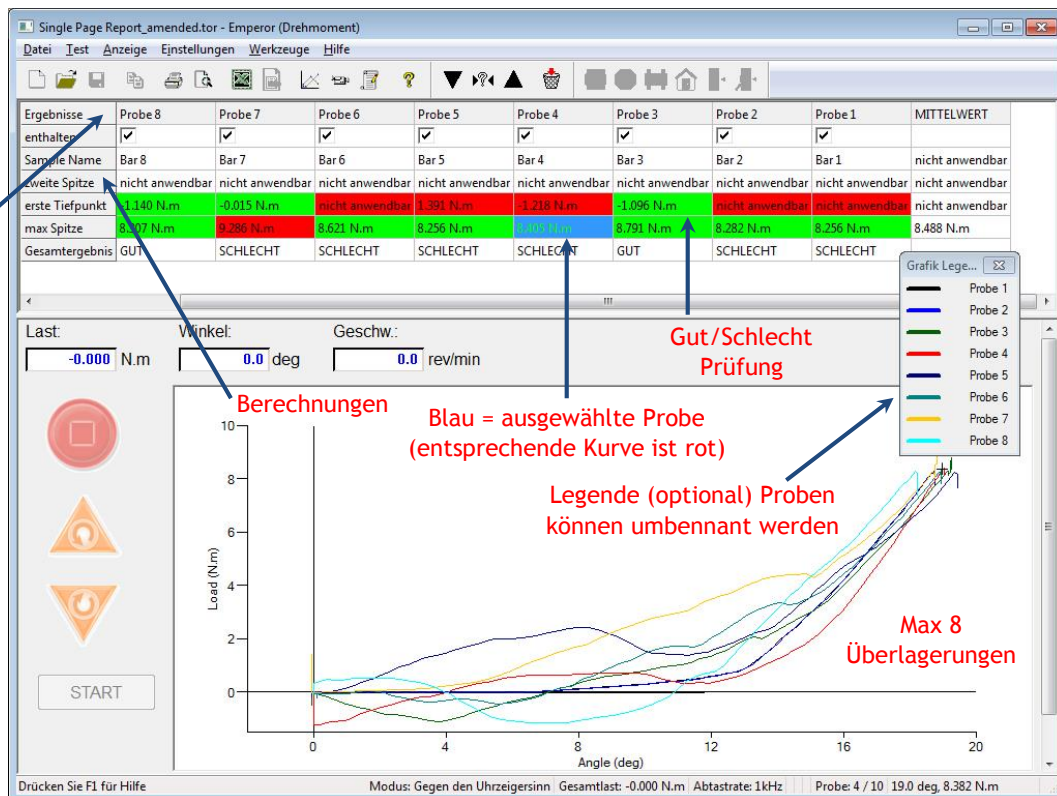 Single Page Report_amended.tor - Emperor (Drehmoment)
Datei Test Anzeige Einstellungen Werkzeuge Hilfe
Ergebnisse Probe 8 Probe 7 Probe 6 Probe 5 Probe 4 Probe 3 Probe 2 Probe 1 MITTELWERT
enthalten
Sample Name Bar 8 Bar 7 Bar 6 Bar 5 Bar 4 Bar 3 Bar 2 Bar 1 nicht anwendbar
zweite Spitze nicht anwendbar nicht anwendbar nicht anwendbar nicht anwendbar nicht anwendbar nicht anwendbar nicht anwendbar nicht anwendbar nicht anwendbar
erste Tiefpunkt -1.140 N.m -0.015 N.m nicht anwendbar 1.391 N.m -1.218 N.m -1.096 N.m nicht anwendbar nicht anwendbar nicht anwendbar
max Spitze 8.307 N.m 9.286 N.m 8.621 N.m 8.256 N.m 8.405 N.m 8.791 N.m 8.282 N.m 8.256 N.m 8.488 N.m
Gesamtergebnis GUT SCHLECHT SCHLECHT SCHLECHT SCHLECHT GUT SCHLECHT SCHLECHT
Grafik Lege...
Probe 1
Probe 2
Probe 3
Probe 4
Probe 5
Probe 6
Probe 7
Probe 8
Last: Winkel: Geschw.:
-0.000 N.m 0.0 deg 0.0 rev/min
Gut/Schlecht
Prüfung
Berechnungen
Blau = ausgewählte Probe
(entsprechende Kurve ist rot)
Legende (optional) Proben
können umbennant werden
Max 8
Überlagerungen
START
Load (N.m)
10
8
6
4
2
0
0 4 8 12 16 20
Angle (deg)
Drücken Sie F1 für Hilfe Modus: Gegen den Uhrzeigersinn Gesamtlast: -0.000 N.m Abtastrate: 1kHz Probe: 4 / 10 19.0 deg, 8.382 N.m